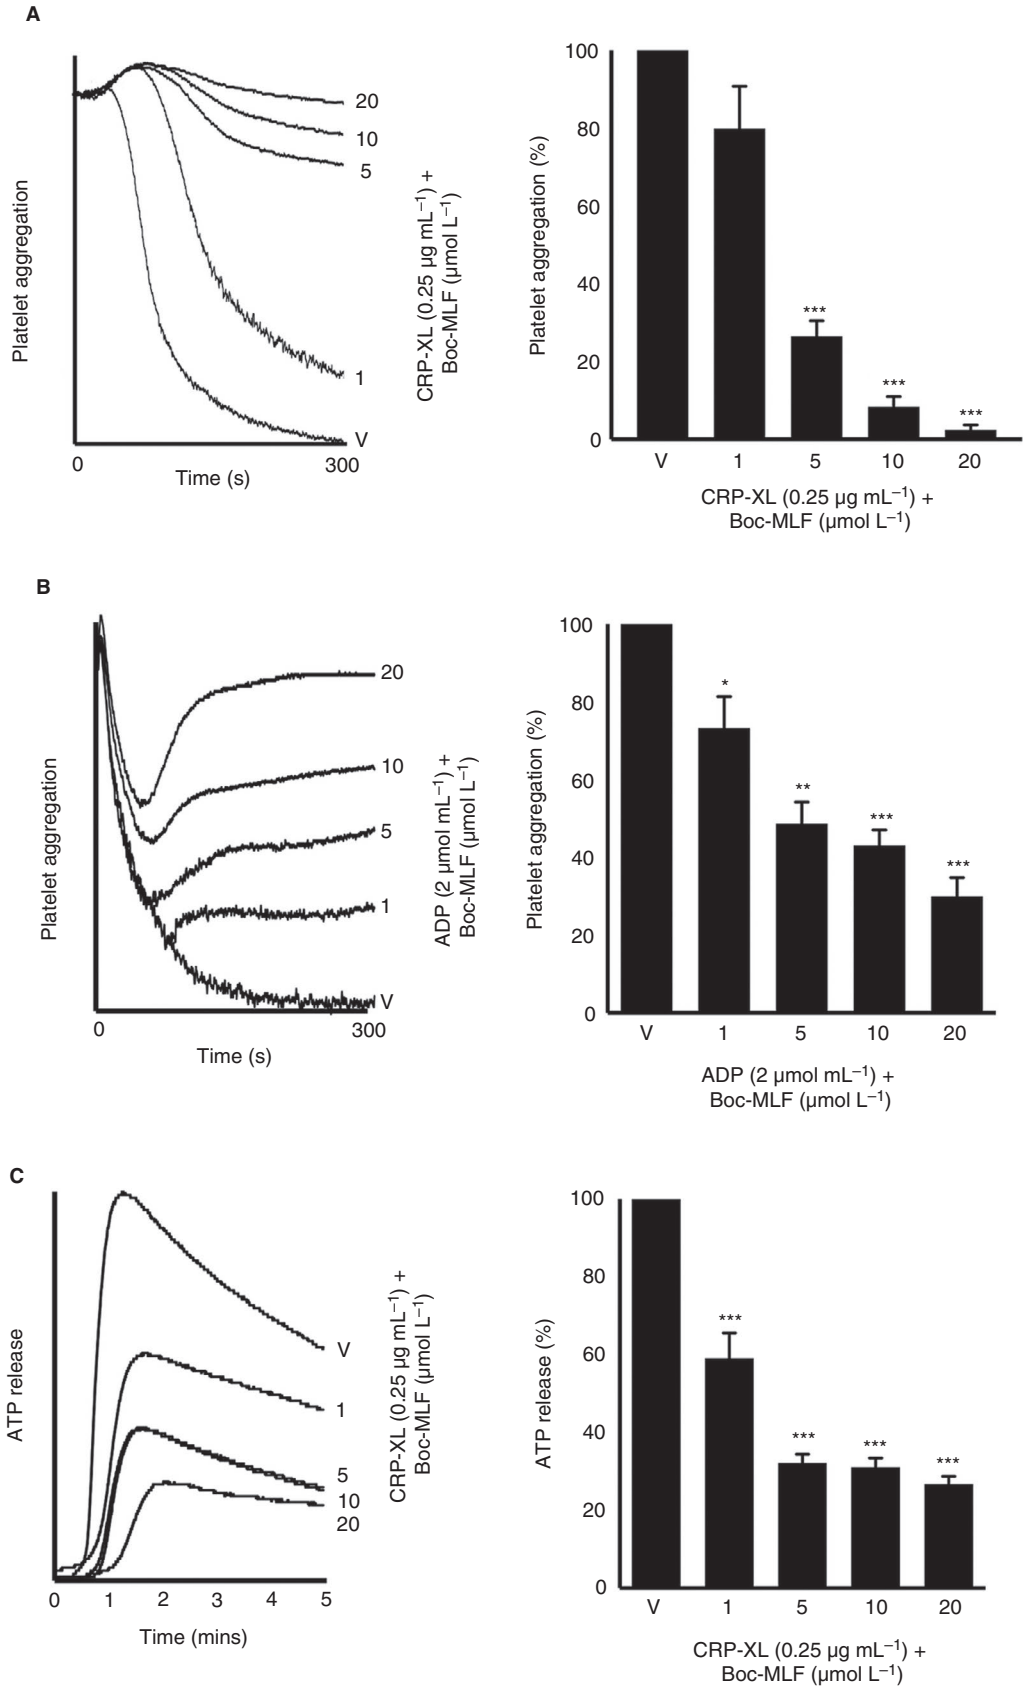 A
Platelet aggregation
20
10
5
1
V
0
300
Time (s)
CRP-XL (0.25 µg mL⁻¹) +
Boc-MLF (µmol L⁻¹)
Platelet aggregation (%)
100
80
60
40
20
0
***
***
***
V 1 5 10 20
CRP-XL (0.25 µg mL⁻¹) +
Boc-MLF (µmol L⁻¹)
B
Platelet aggregation
20
10
5
1
V
0
300
Time (s)
ADP (2 µmol mL⁻¹) +
Boc-MLF (µmol L⁻¹)
Platelet aggregation (%)
100
80
60
40
20
0
*
**
***
***
V 1 5 10 20
ADP (2 µmol mL⁻¹) +
Boc-MLF (µmol L⁻¹)
C
ATP release
V
1
5
10
20
0 1 2 3 4 5
Time (mins)
CRP-XL (0.25 µg mL⁻¹) +
Boc-MLF (µmol L⁻¹)
ATP release (%)
100
80
60
40
20
0
***
***
***
***
V 1 5 10 20
CRP-XL (0.25 µg mL⁻¹) +
Boc-MLF (µmol L⁻¹)